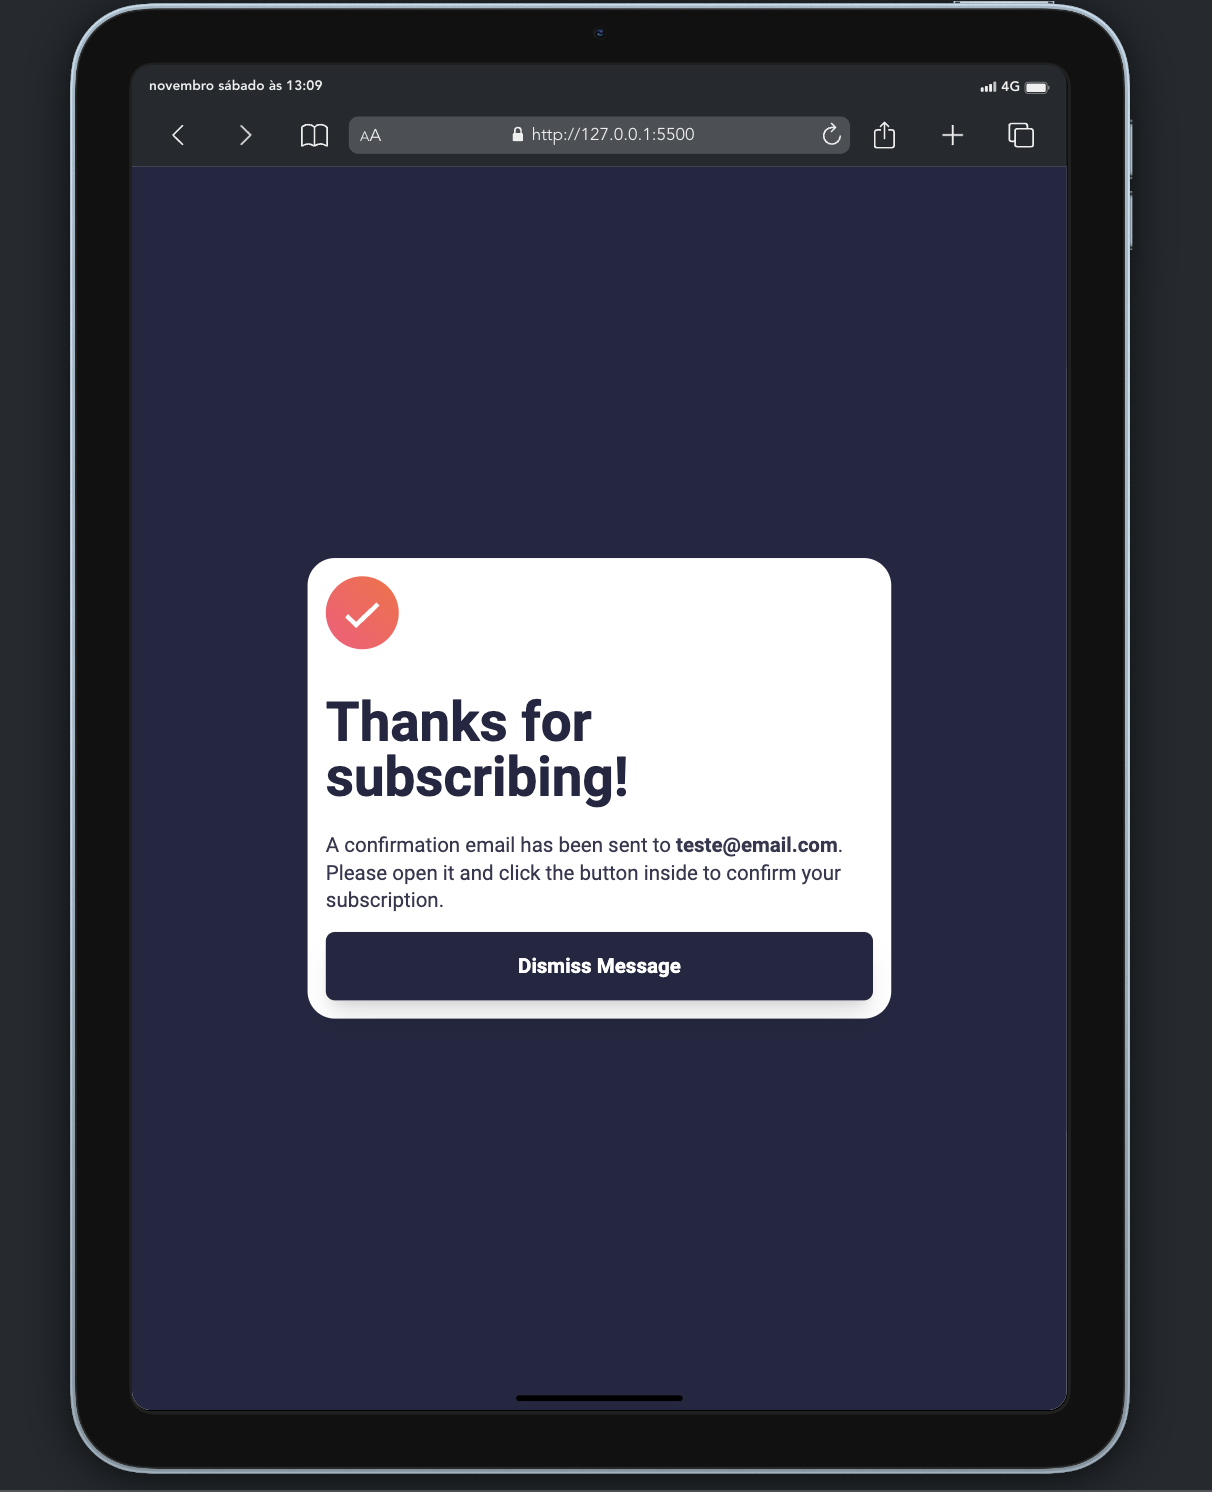 novembro sábado às 13:09
4G
AA
http://127.0.0.1:5500
Thanks for
subscribing!
A confirmation email has been sent to teste@email.com.
Please open it and click the button inside to confirm your
subscription.
Dismiss Message